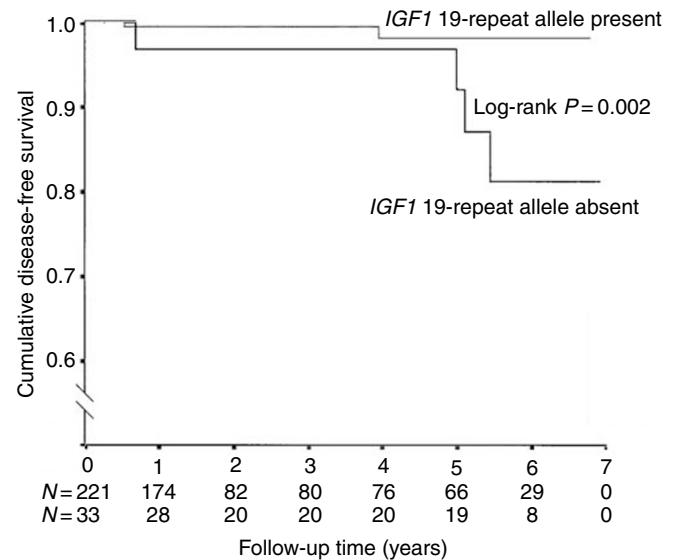 IGF1 19-repeat allele present
1.0
0.9
Log-rank P=0.002
0.8
IGF1 19-repeat allele absent
0.7
0.6
Cumulative disease-free survival
0 1 2 3 4 5 6 7
N=221 174 82 80 76 66 29 0
N=33 28 20 20 20 19 8 0
Follow-up time (years)